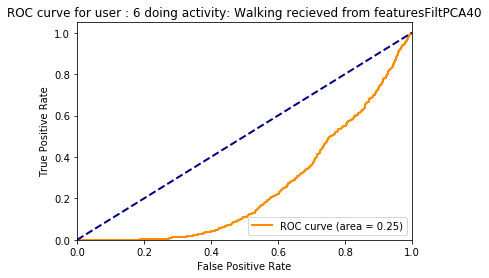 ROC curve for user : 6 doing activity: Walking recieved from featuresFiltPCA40
True Positive Rate
1.0
0.8
0.6
0.4
0.2
0.0
ROC curve (area = 0.25)
0.0 0.2 0.4 0.6 0.8 1.0
False Positive Rate